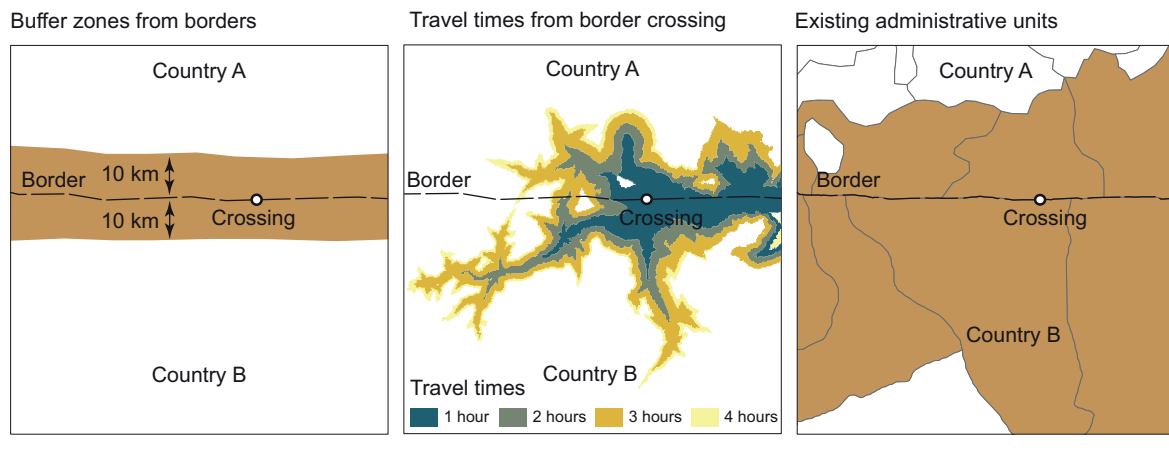 Buffer zones from borders
Country A
10 km
Border
10 km
Crossing
Country B
Travel times from border crossing
Country A
Border
Crossing
Country B
Travel times
1 hour
2 hours
3 hours
4 hours
Existing administrative units
Country A
Border
Crossing
Country B